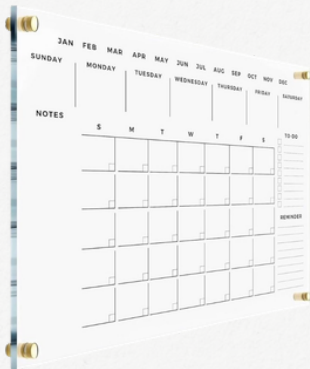 JAN FEB MAR APR MAY JUN JUL AUG SEP OCT NOV DEC
SUNDAY MONDAY TUESDAY WEDNESDAY THURSDAY FRIDAY SATURDAY
NOTES
S M T W T F S
TO DO
REMINDER